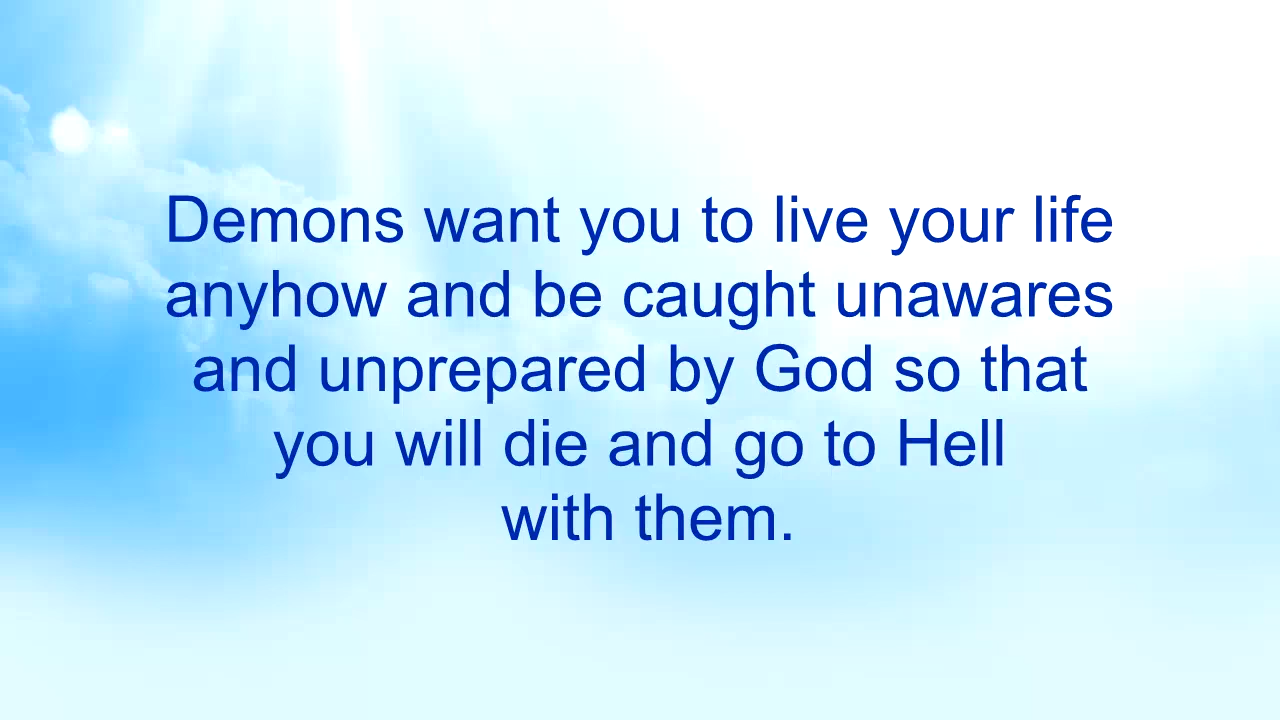 Demons want you to live your life
anyhow and be caught unawares
and unprepared by God so that
you will die and go to Hell
with them.